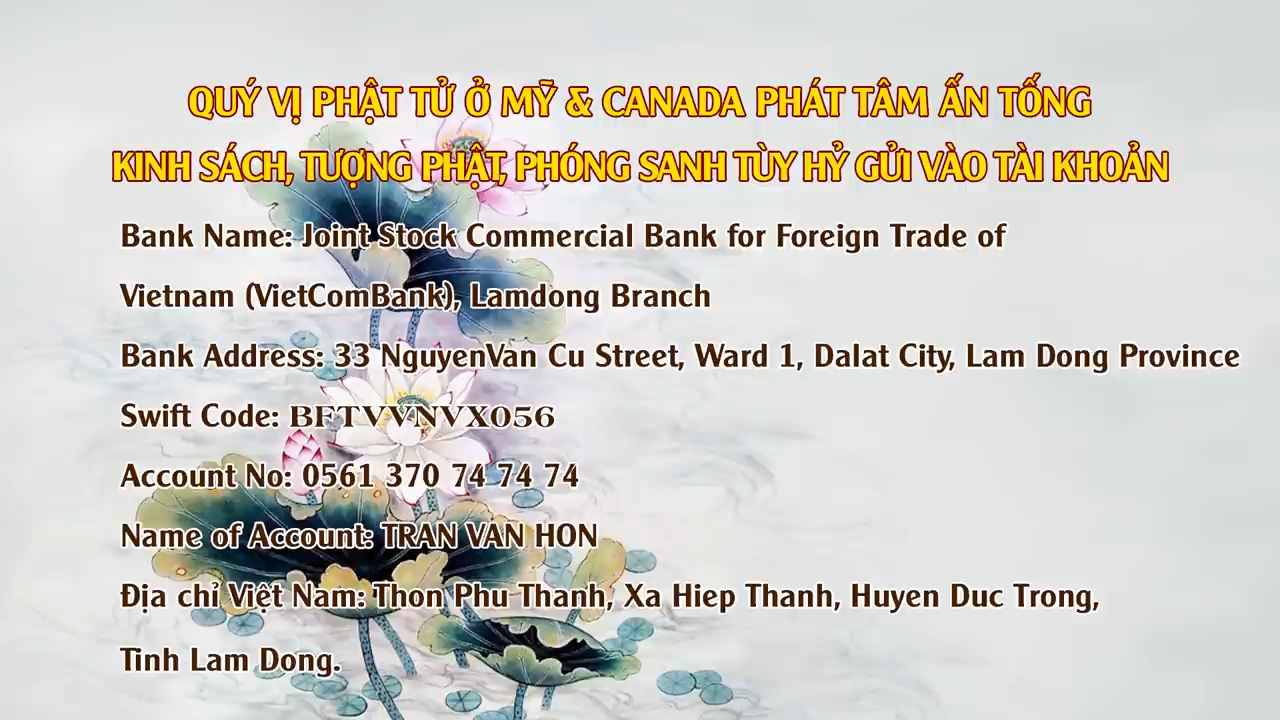 QUÝ VỊ PHẬT TỬ Ở MỸ & CANADA PHÁT TÂM ẤN TỐNG
KINH SÁCH, TƯỢNG PHẬT, PHÓNG SANH TÙY HỶ GỬI VÀO TÀI KHOẢN
Bank Name: Joint Stock Commercial Bank for Foreign Trade of
Vietnam (VietComBank), Lamdong Branch
Bank Address: 33 NguyenVan Cu Street, Ward 1, Dalat City, Lam Dong Province
Swift Code: BFTVVNVX056
Account No: 0561 370 74 74 74
Name of Account: TRAN VAN HON
Địa chỉ Việt Nam: Thon Phu Thanh, Xa Hiep Thanh, Huyen Duc Trong,
Tỉnh Lam Dong.